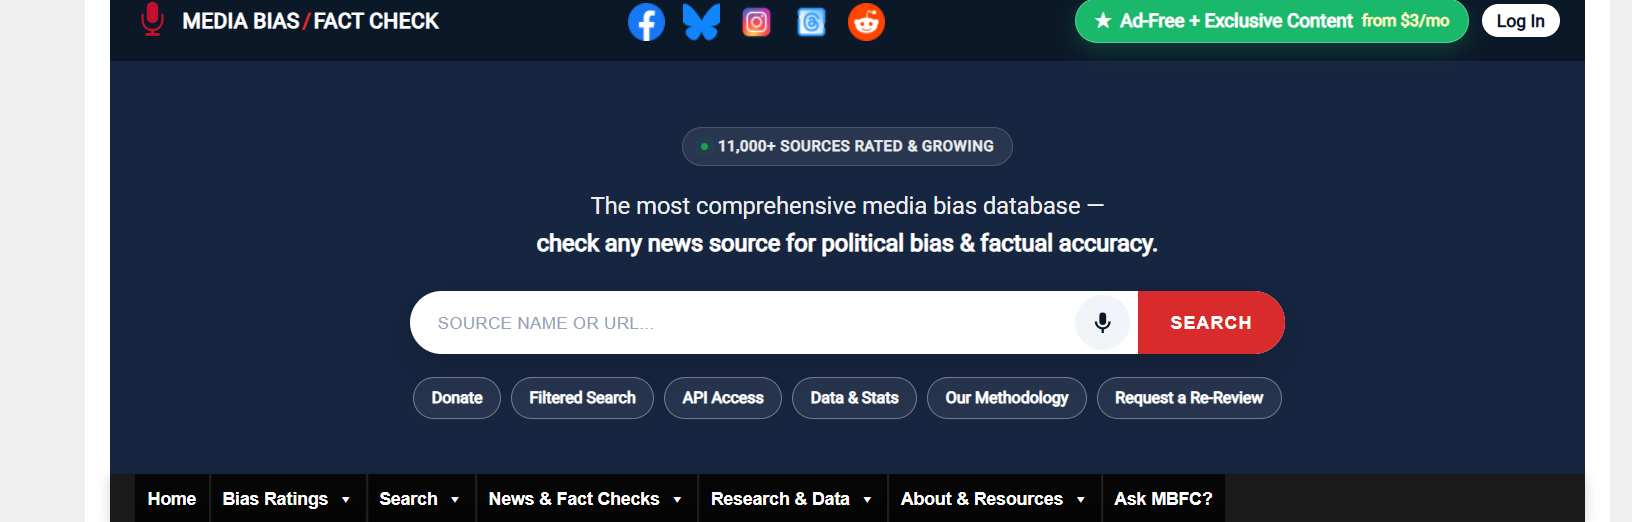 MEDIA BIAS/FACT CHECK
★ Ad-Free + Exclusive Content from $3/mo
Log In
11,000+ SOURCES RATED & GROWING
The most comprehensive media bias database —
check any news source for political bias & factual accuracy.
SOURCE NAME OR URL...
SEARCH
Donate
Filtered Search
API Access
Data & Stats
Our Methodology
Request a Re-Review
Home
Bias Ratings
Search
News & Fact Checks
Research & Data
About & Resources
Ask MBFC?